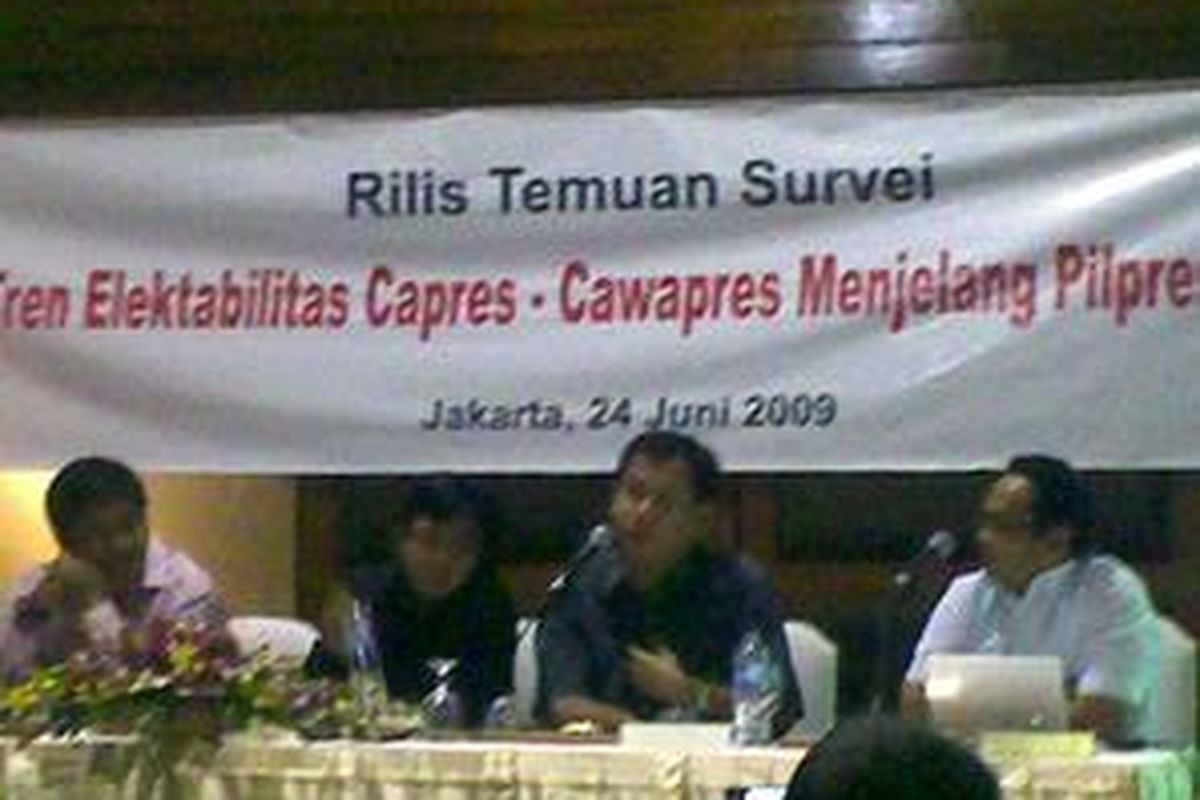 Rilis Temuan Survei
Tren Elektabilitas Capres - Cawapres Menjelang Pilpres
Jakarta, 24 Juni 2009